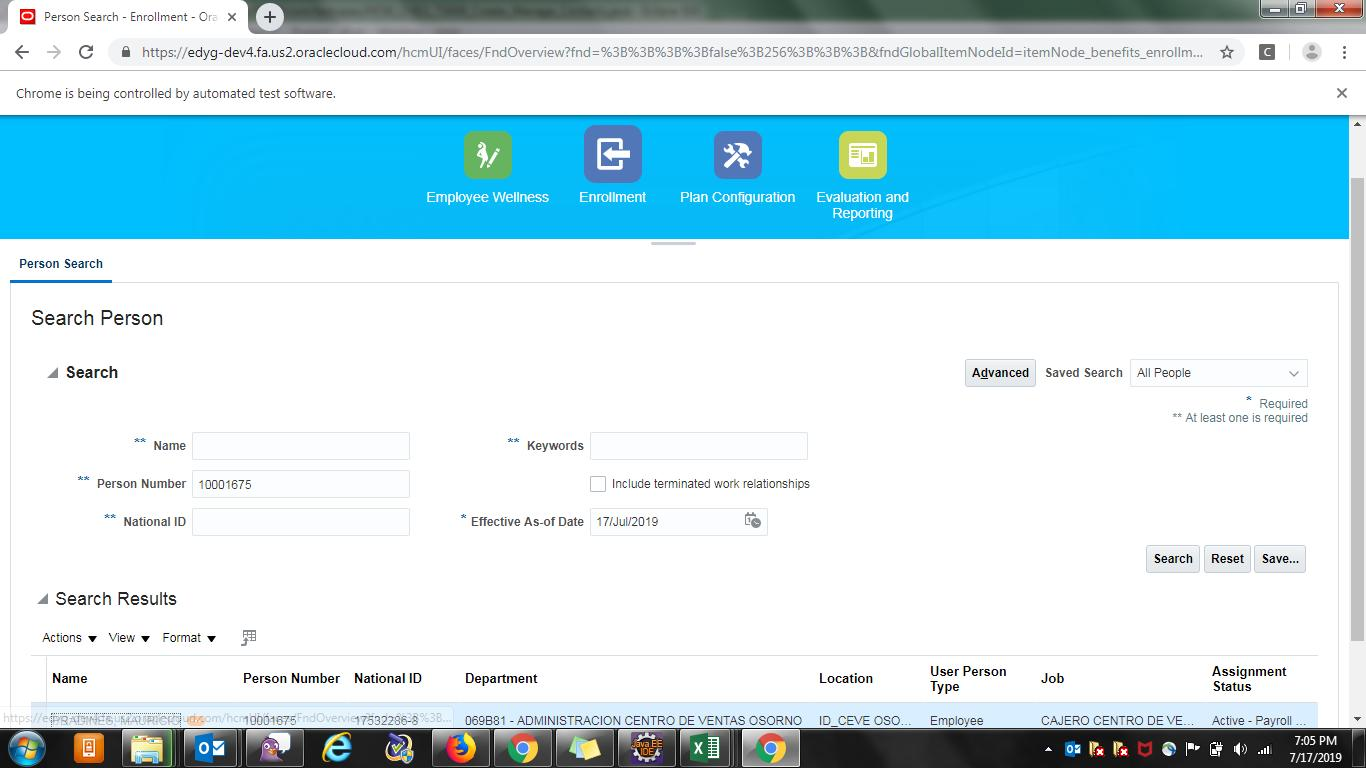 Person Search - Enrollment - Ora
https://edyg-dev4.fa.us2.oraclecloud.com/hcmUI/faces/FndOverview?fnd=%3B%3B%3B%3Bfalse%3B256%3B%3B%3B&fndGlobalItemNodeId=itemNode_benefits_enrollm...
Chrome is being controlled by automated test software.
Employee Wellness
Enrollment
Plan Configuration
Evaluation and
Reporting
Person Search
Search Person
Search
Advanced
Saved Search
All People
* Required
** At least one is required
** Name
** Keywords
** Person Number 10001675
Include terminated work relationships
** National ID
* Effective As-of Date 17/Jul/2019
Search Reset Save...
Search Results
Actions View Format
Name Person Number National ID Department Location User Person Type Job Assignment Status
MAURICIO 10001675 17532286-8 069B81 - ADMINISTRACION CENTRO DE VENTAS OSORNO ID_CEVE OSO... Employee CAJERO CENTRO DE VE... Active - Payroll ...
Java EE
IDE
7:05 PM
7/17/2019